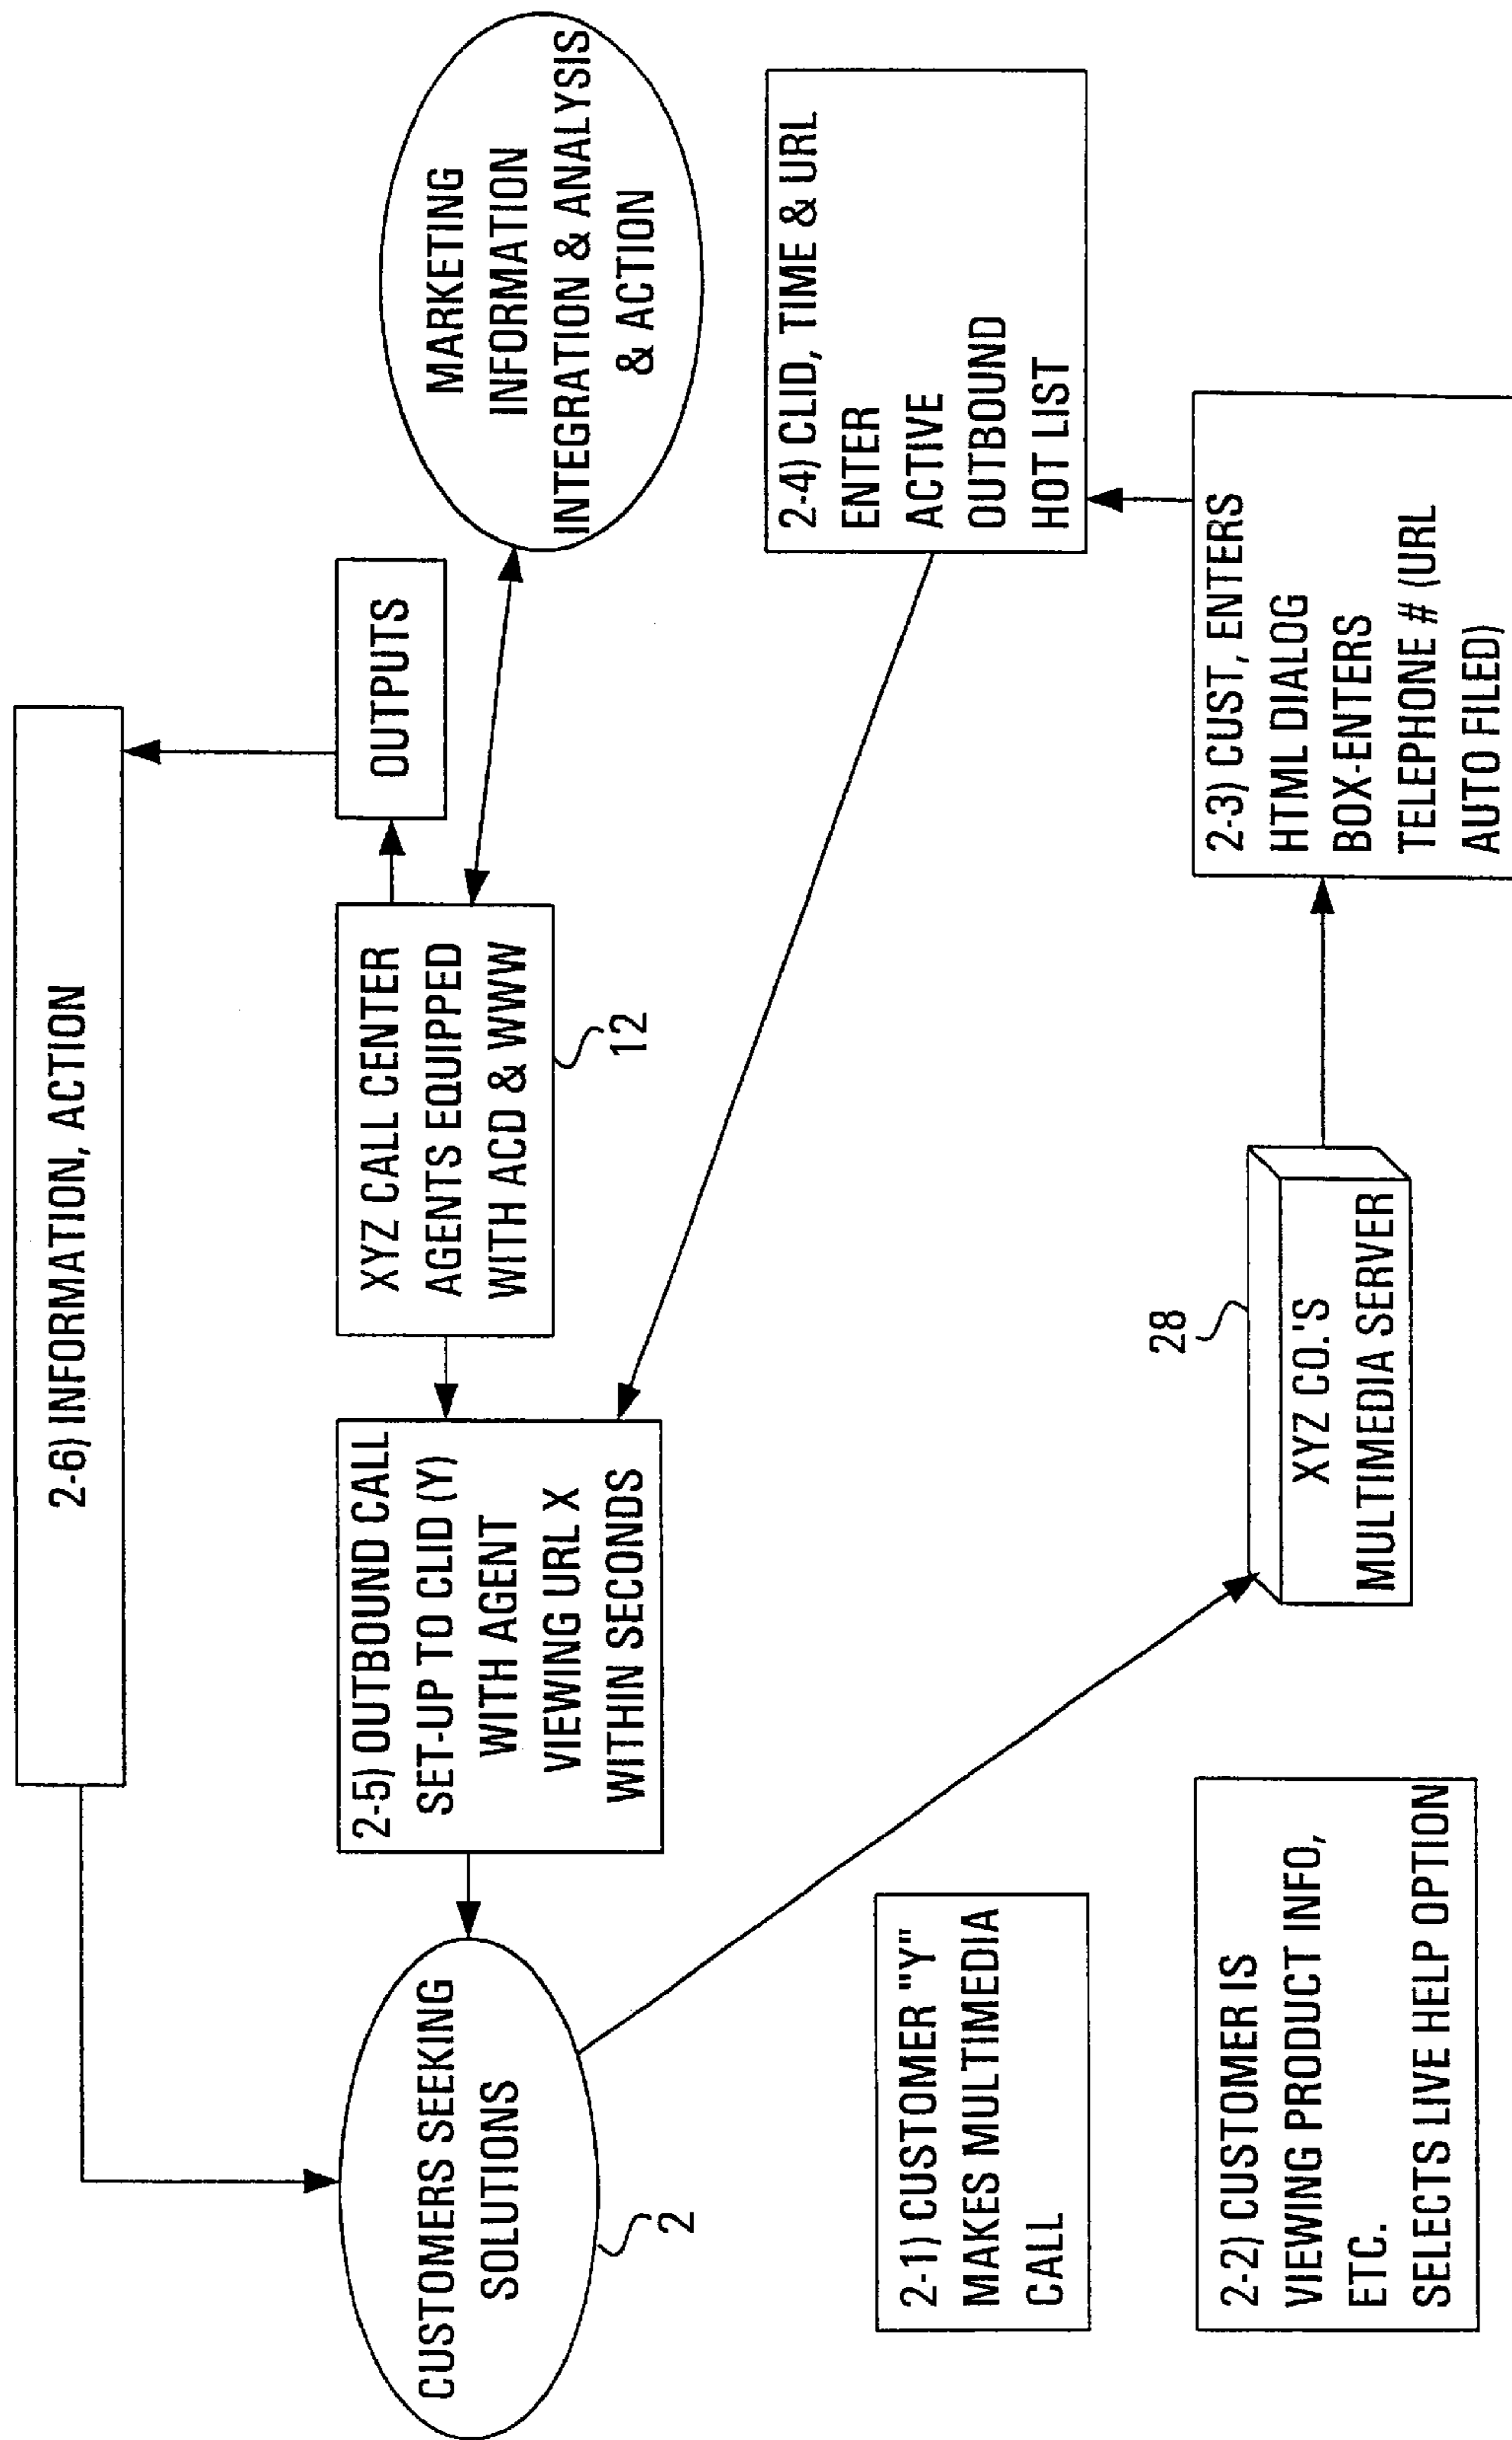 2-6) INFORMATION, ACTION
CUSTOMERS SEEKING
SOLUTIONS
2
2-5) OUTBOUND CALL
SET-UP TO CLID (Y)
WITH AGENT
VIEWING URL X
WITHIN SECONDS
XYZ CALL CENTER
AGENTS EQUIPPED
WITH ACD & WWW
12
OUTPUTS
MARKETING
INFORMATION
INTEGRATION & ANALYSIS
& ACTION
2-1) CUSTOMER "Y"
MAKES MULTIMEDIA
CALL
2-4) CLID, TIME & URL
ENTER
ACTIVE
OUTBOUND
HOT LIST
2-2) CUSTOMER IS
VIEWING PRODUCT INFO,
ETC.
SELECTS LIVE HELP OPTION
28
XYZ CO.'S
MULTIMEDIA SERVER
2-3) CUST, ENTERS
HTML DIALOG
BOX-ENTERS
TELEPHONE # (URL
AUTO FILED)